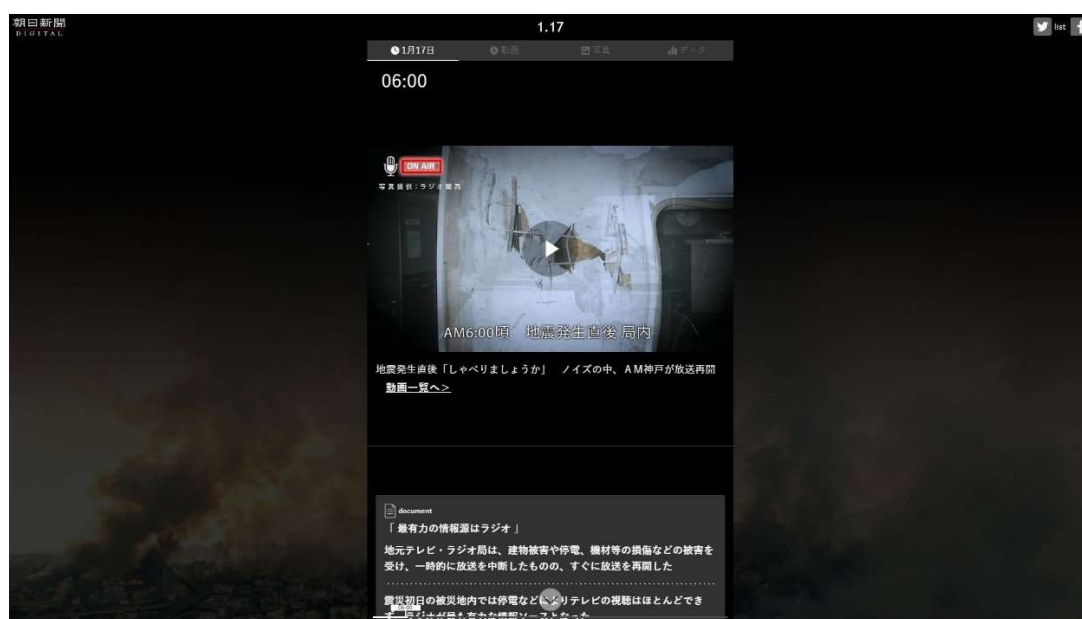 朝日新聞
DIGITAL
1.17
list
1月17日
動画
写真
データ
06:00
ON AIR
写真提供:ラジオ関西
AM6:00頃 地震発生直後 局内
地震発生直後「しゃべりましょうか」 ノイズの中、AM神戸が放送再開
動画一覧へ>
document
「 最有力の情報源はラジオ 」
地元テレビ・ラジオ局は、建物被害や停電、機材等の損傷などの被害を
受け、一時的に放送を中断したものの、すぐに放送を再開した
震災初日の被災地内では停電など
りテレビの視聴はほとんどでき